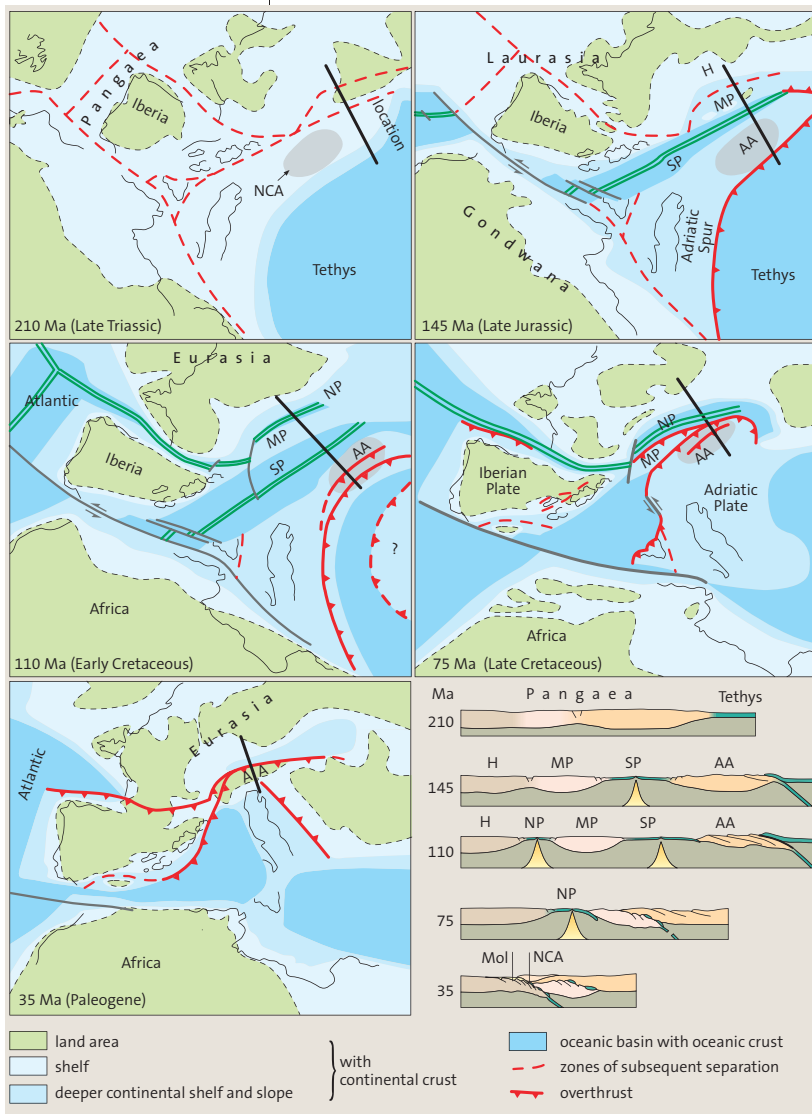 Pangaea
Iberia
location
NCA
Tethys
210 Ma (Late Triassic)
Laurasia
H
MP
Iberia
AA
SP
Gondwana
Adriatic
Spur
Tethys
145 Ma (Late Jurassic)
Eurasia
Atlantic
NP
MP
AA
Iberia
SP
?
Africa
110 Ma (Early Cretaceous)
NP
MP
AA
Iberian
Plate
Adriatic
Plate
Africa
75 Ma (Late Cretaceous)
Eurasia
Atlantic
AA
Africa
35 Ma (Paleogene)
Ma Pangaea Tethys
210
H MP SP AA
145
H NP MP SP AA
110
NP
75
Mol NCA
35
land area
shelf
deeper continental shelf and slope
with
continental crust
oceanic basin with oceanic crust
zones of subsequent separation
overthrust